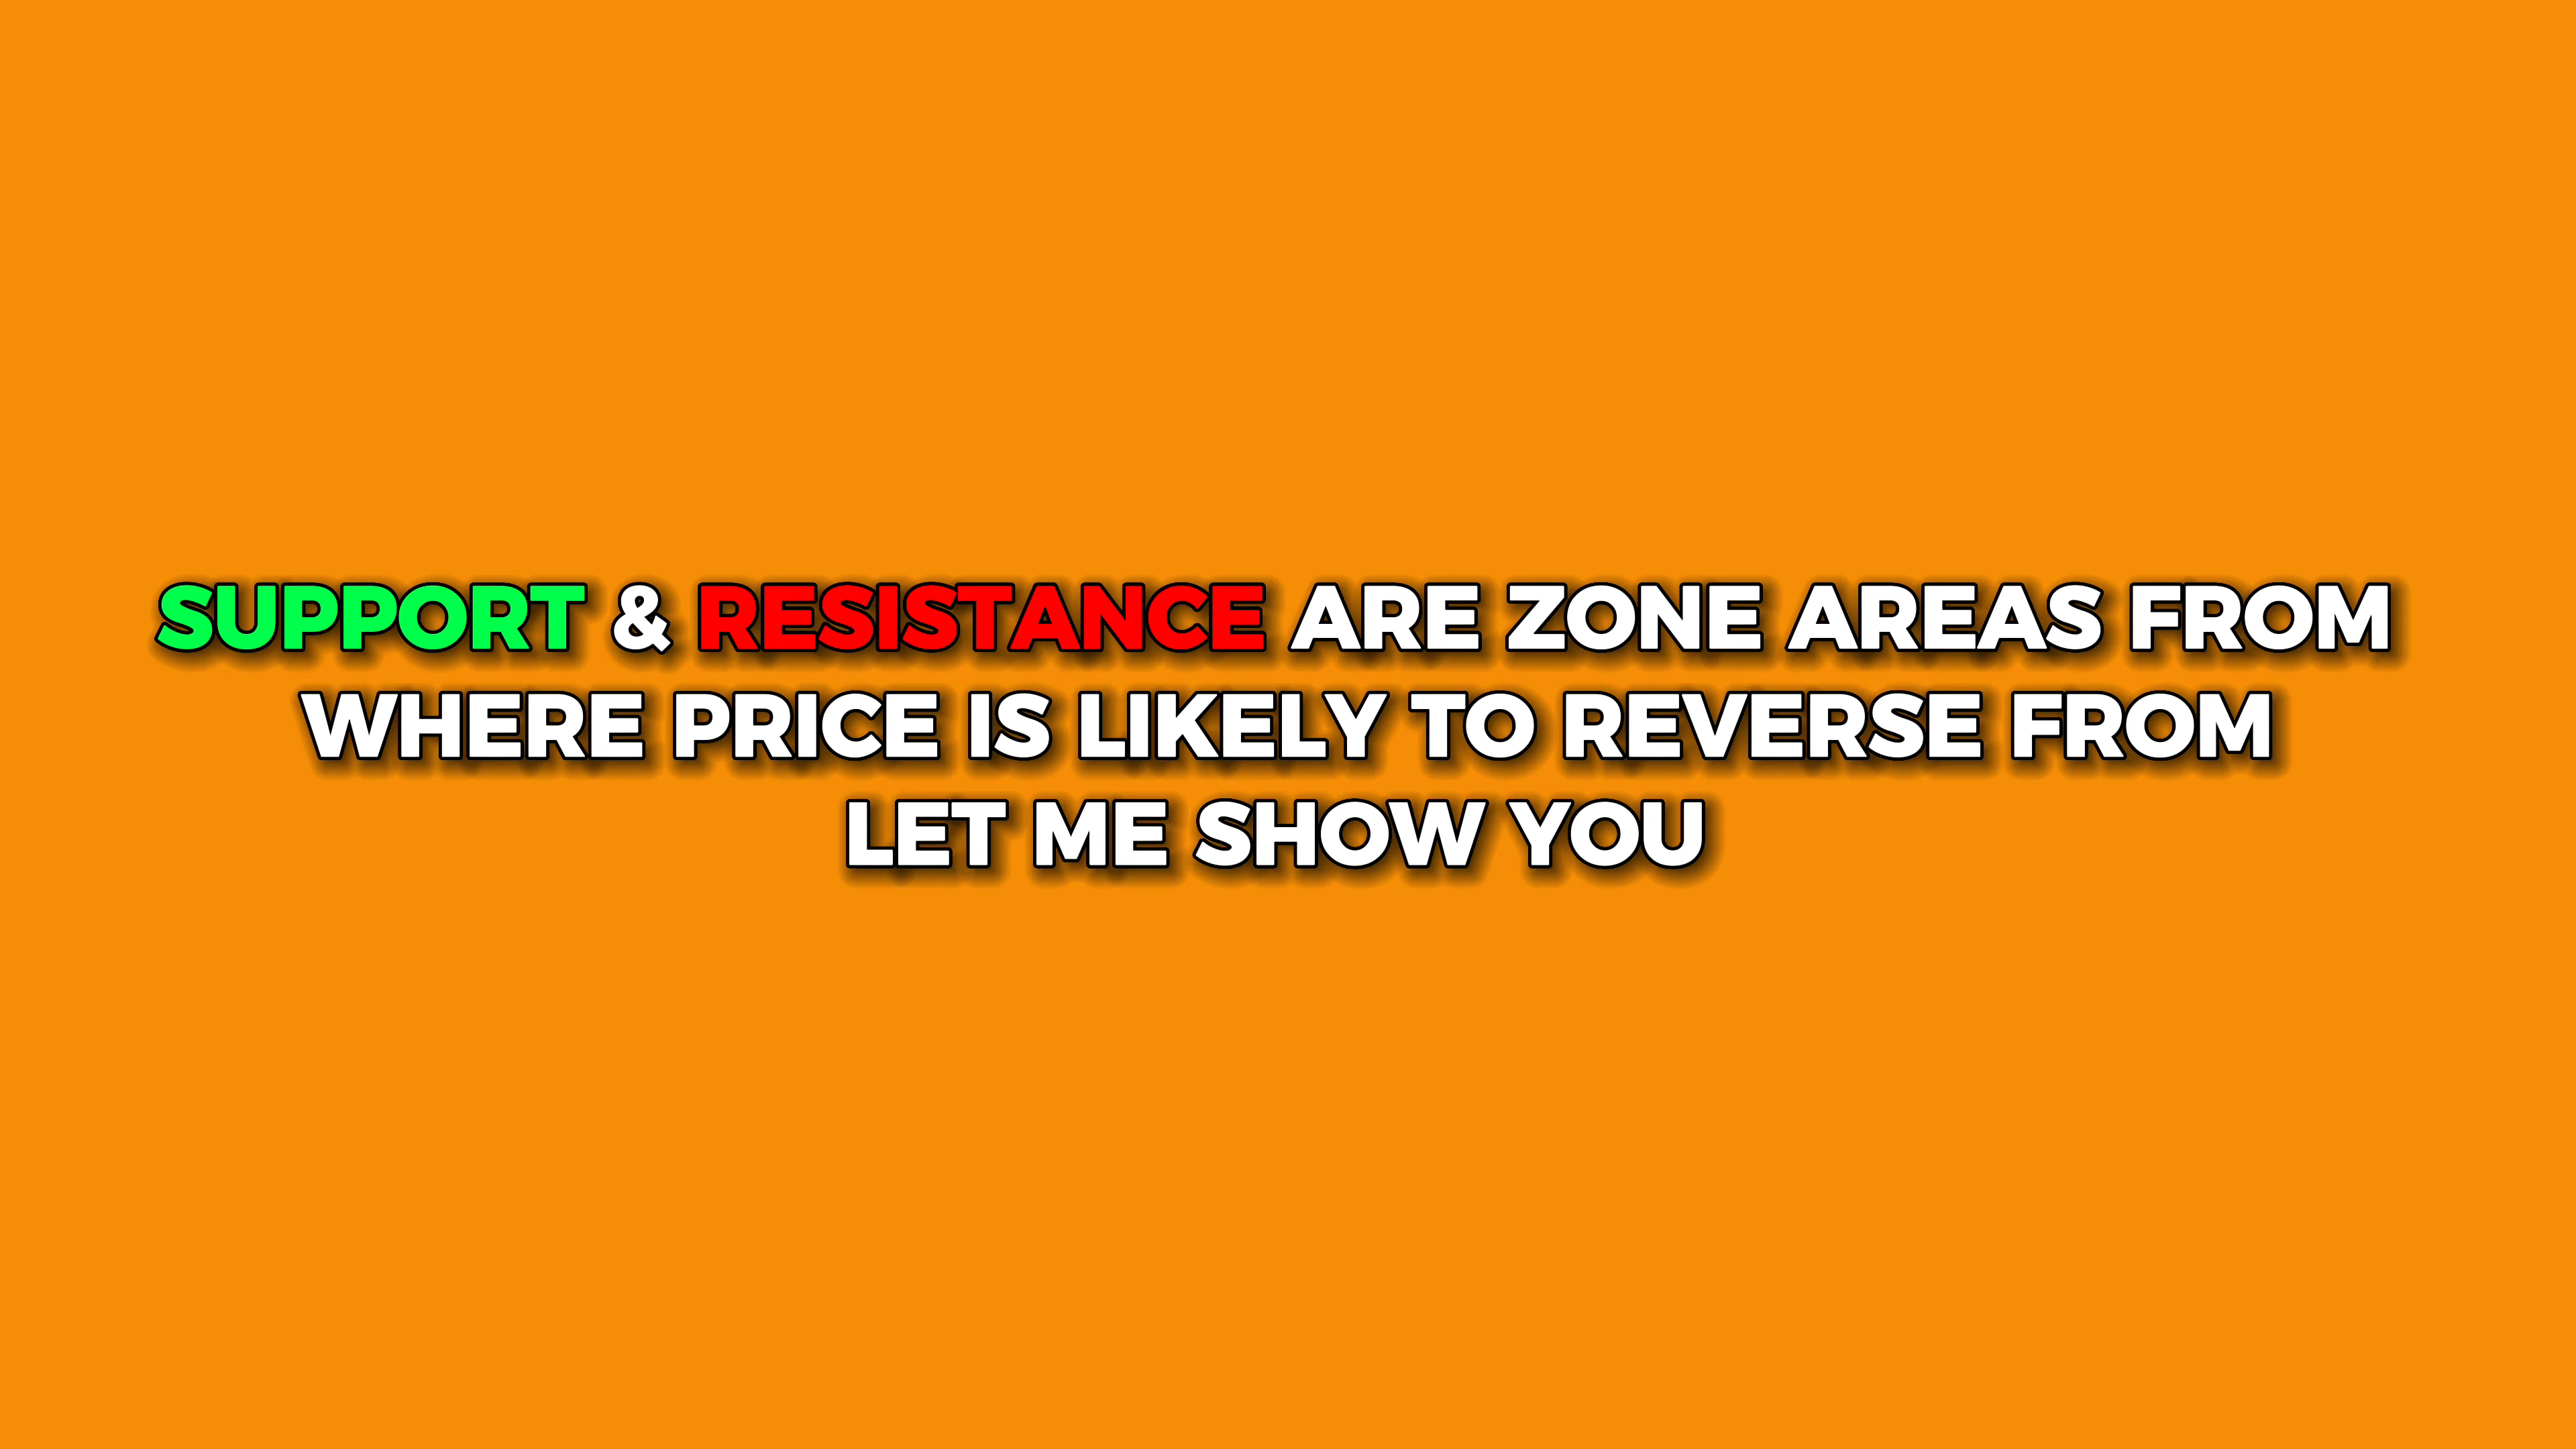 SUPPORT & RESISTANCE ARE ZONE AREAS FROM
WHERE PRICE IS LIKELY TO REVERSE FROM
LET ME SHOW YOU